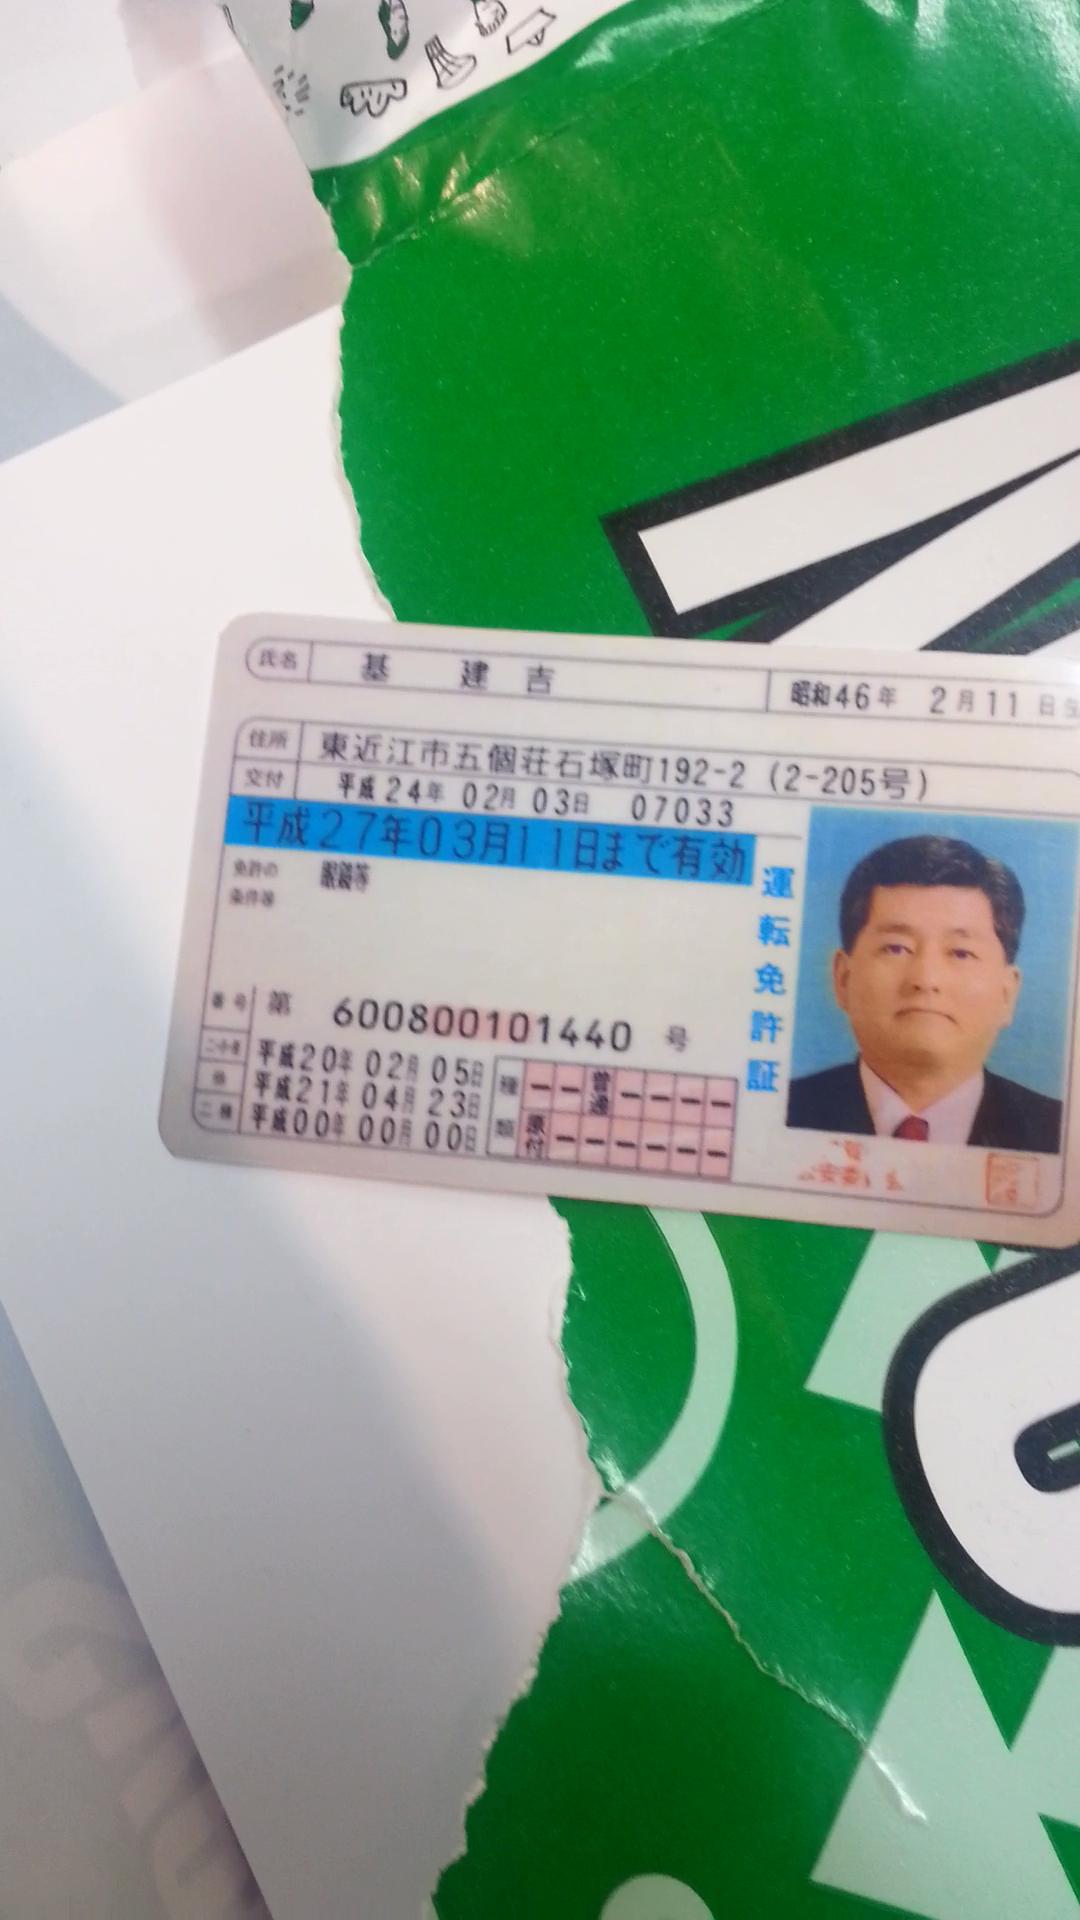 氏名 基 建吉 昭和46年 2月11日生
住所 東近江市五個荘石塚町192-2 (2-205号)
交付 平成24年02月03日 07033
平成27年03月11日まで有効
免許の
条件等
眼鏡等
運転免許証
番号 第 600800101440 号
二・小・原 平成20年02月05日
他 平成21年04月23日
二種 平成00年00月00日
種類
普通
原付